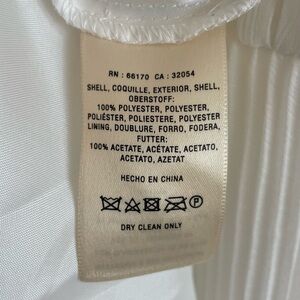 RN : 66170 CA : 32054
SHELL, COQUILLE, EXTERIOR, SHELL,
OBERSTOFF:
100% POLYESTER, POLYESTER,
POLIÉSTER, POLIESTERE, POLYESTER
LINING, DOUBLURE, FORRO, FODERA,
FUTTER:
100% ACETATE, ACÉTATE, ACETATO,
ACETATO, AZETAT
HECHO EN CHINA
P
DRY CLEAN ONLY